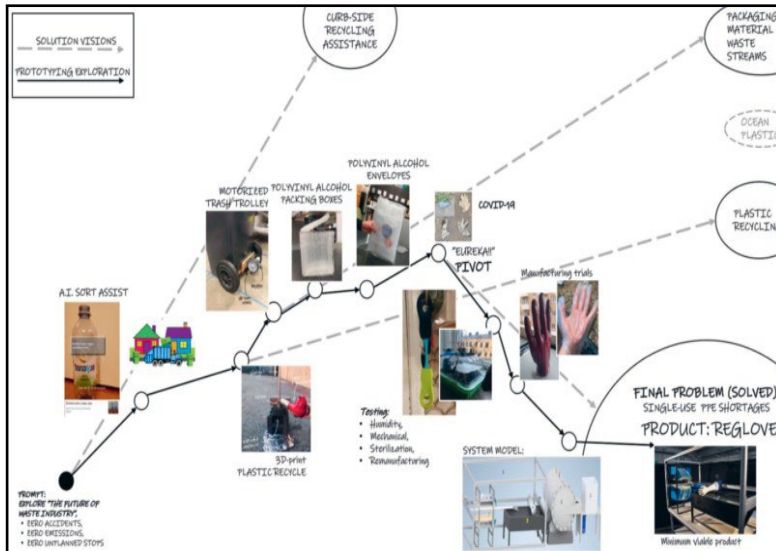 SOLUTION VISIONS
PROTOTYPING EXPLORATION
CURB-SIDE
RECYCLING
ASSISTANCE
PACKAGING
MATERIAL
WASTE
STREAMS
OCEAN
PLASTIC
POLYVINYL ALCOHOL
ENVELOPES
MOTORIZED
TRASH TROLLEY
POLYVINYL ALCOHOL
PACKING BOXES
COVID-19
PLASTIC
RECYCLIN
"EUREKA!!"
PIVOT
Manufacturing trials
A.I. SORT ASSIST
Testing:
• Humidity,
• Mechanical,
• Sterilization,
• Remanufacturing
3D-print
PLASTIC RECYCLE
FINAL PROBLEM (SOLVED)
SINGLE-USE PPE SHORTAGES
PRODUCT: REGLOVE
SYSTEM MODEL:
Minimum viable product
PROMPT:
EXPLORE "THE FUTURE OF
WASTE INDUSTRY".
• ZERO ACCIDENTS,
• ZERO EMISSIONS,
• ZERO UNPLANNED STOPS